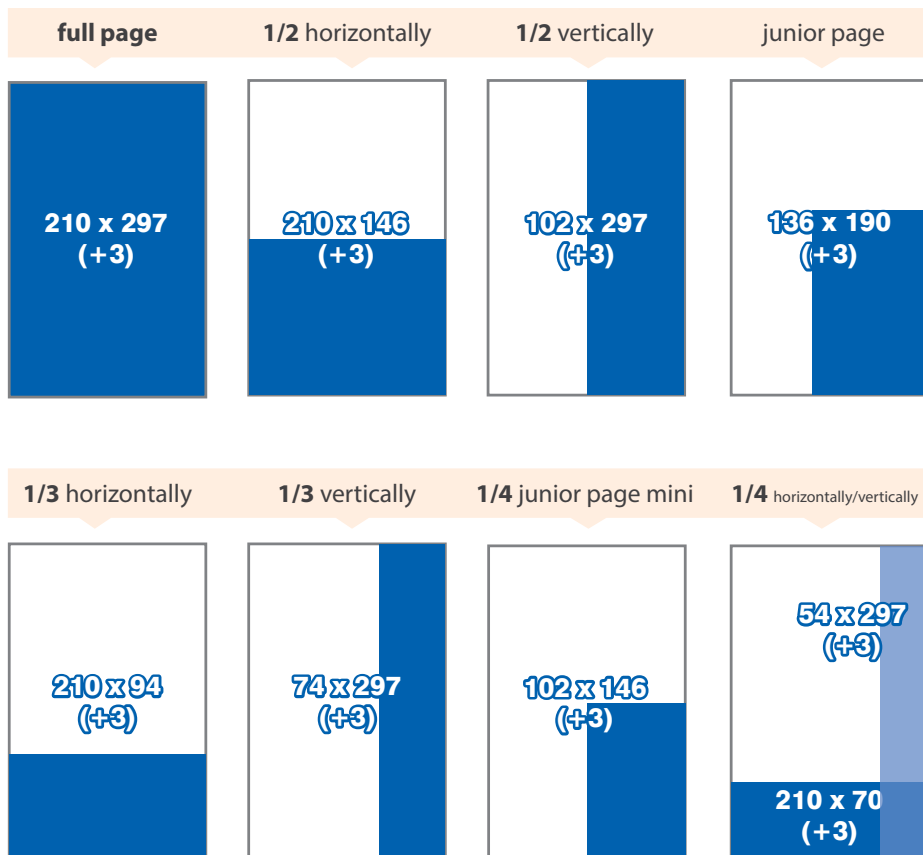 full page
1/2 horizontally
1/2 vertically
junior page
210 x 297
(+3)
210 x 146
(+3)
102 x 297
(+3)
136 x 190
(+3)
1/3 horizontally
1/3 vertically
1/4 junior page mini
1/4 horizontally/vertically
210 x 94
(+3)
74 x 297
(+3)
102 x 146
(+3)
54 x 297
(+3)
210 x 70
(+3)